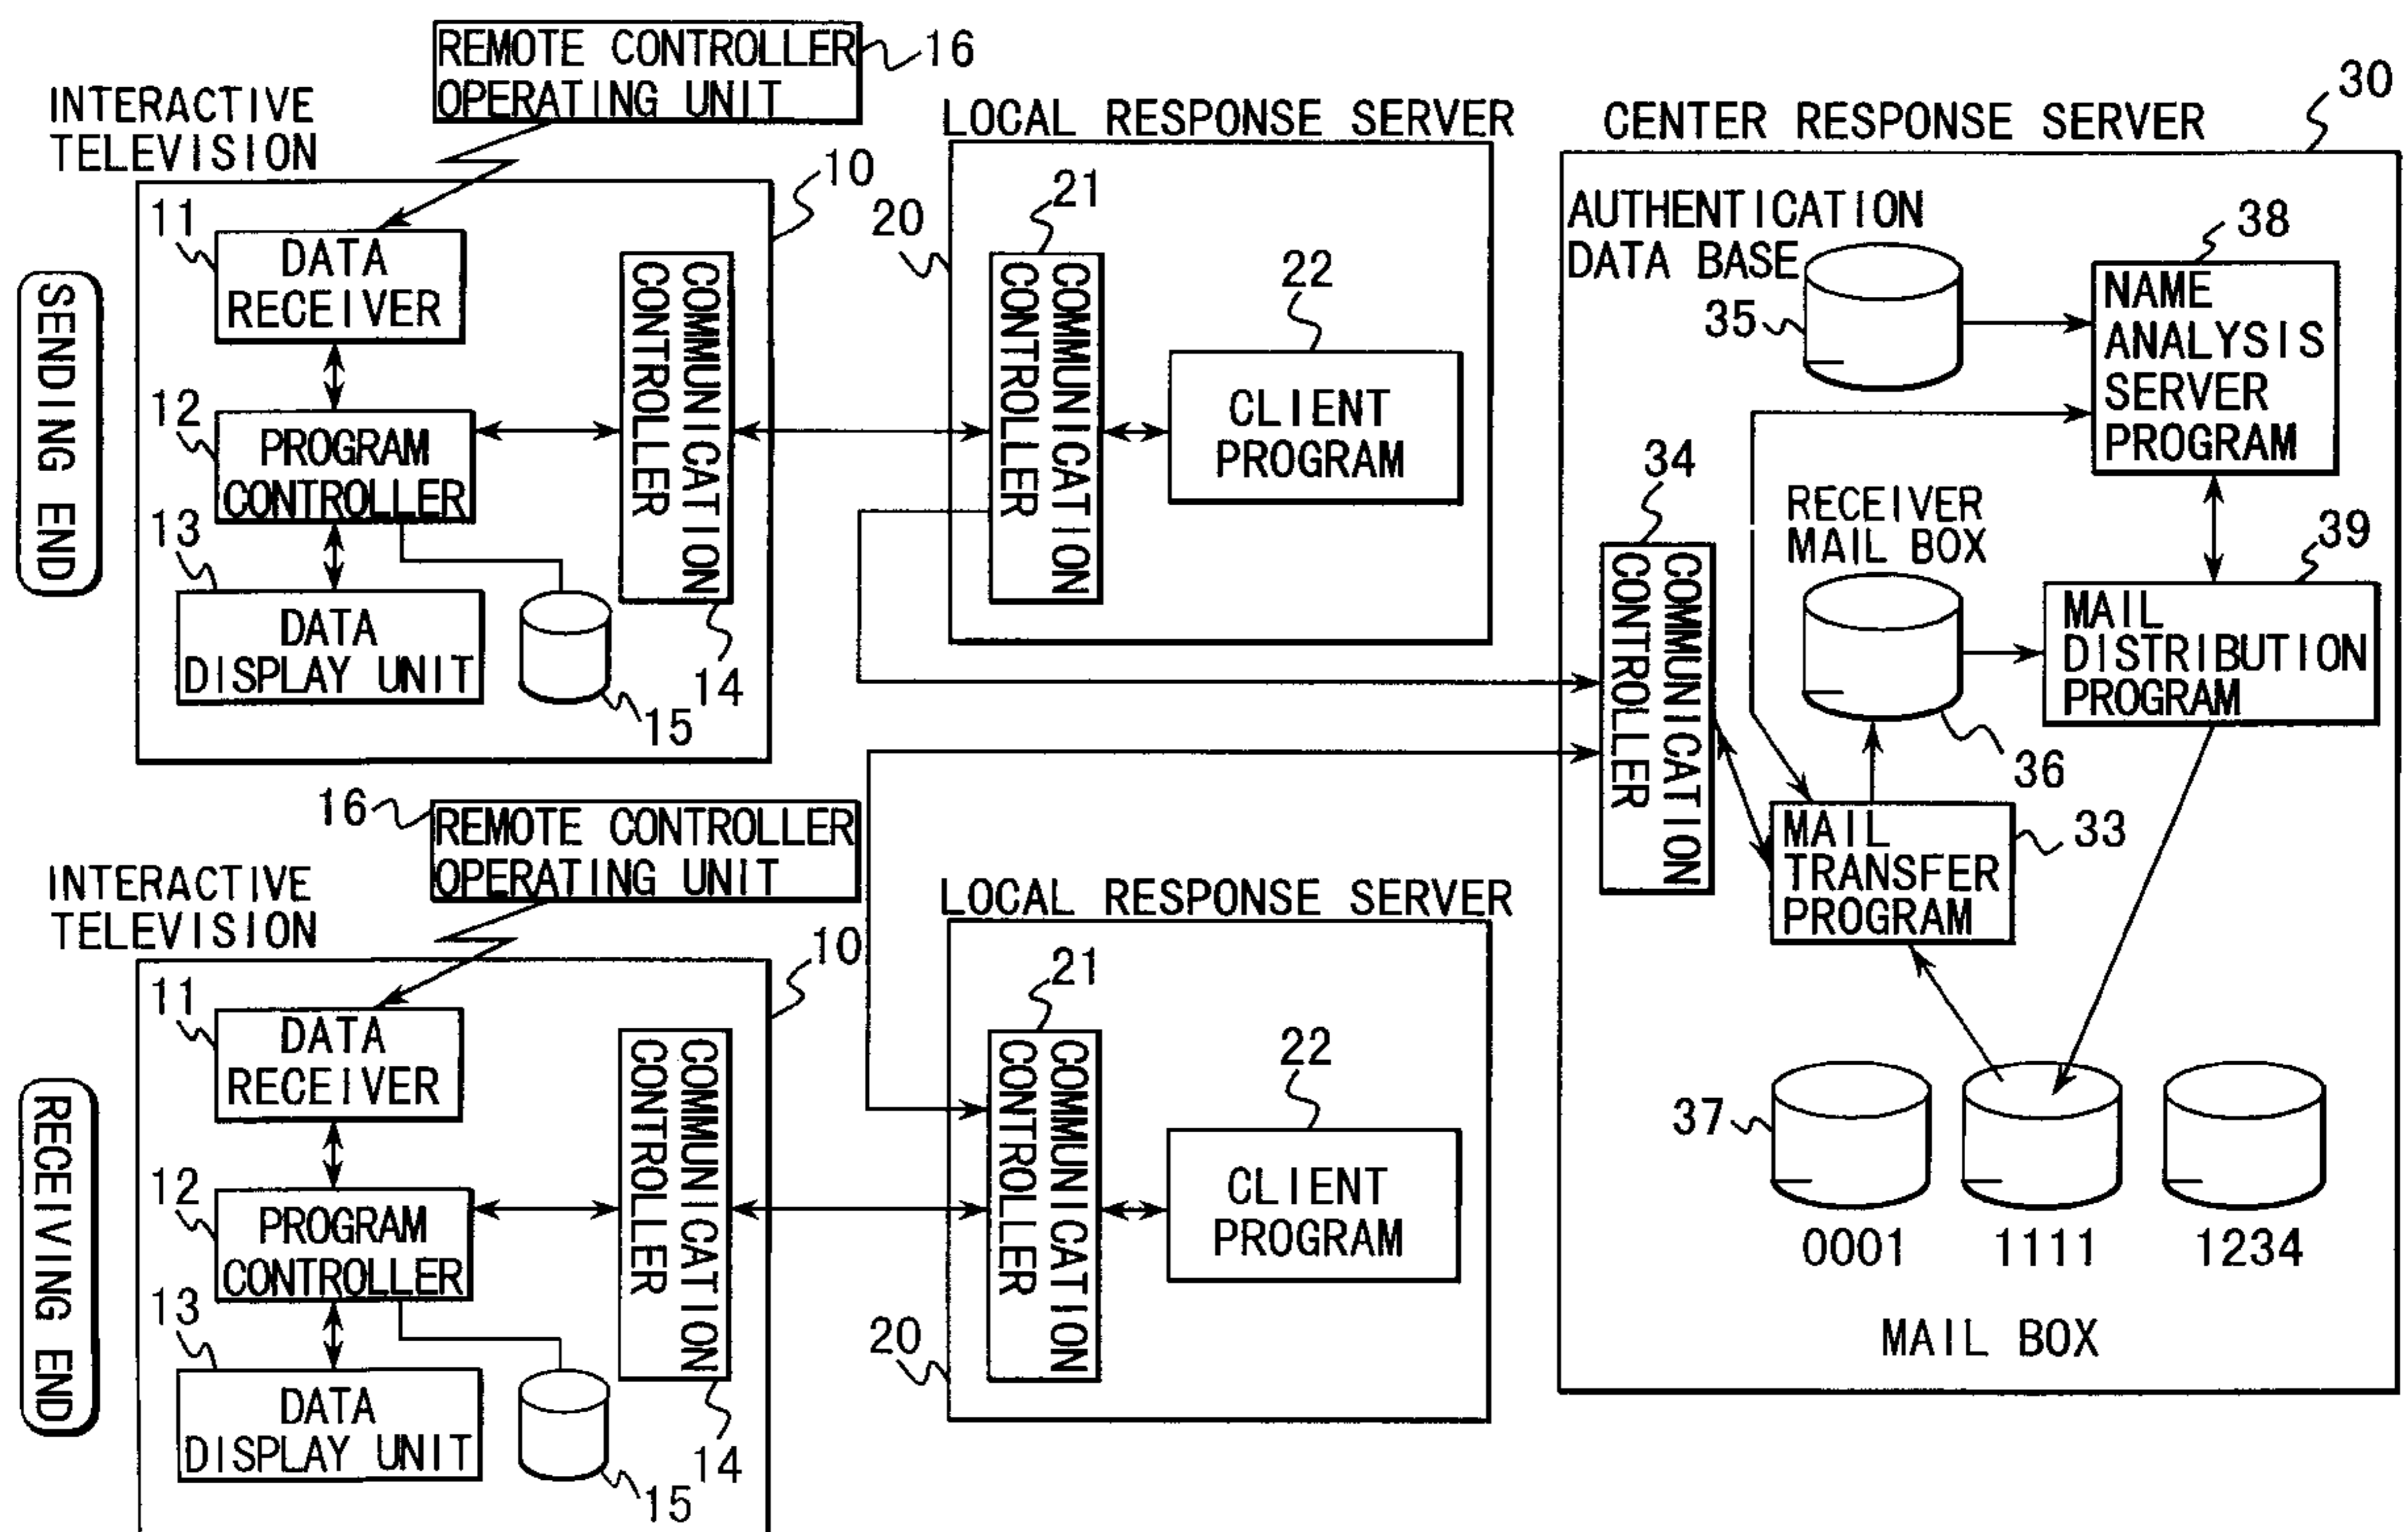 REMOTE CONTROLLER
OPERATING UNIT
16
INTERACTIVE
TELEVISION
10
SENDING END
11
DATA
RECEIVER
12
PROGRAM
CONTROLLER
13
DATA
DISPLAY UNIT
COMMUNICATION
CONTROLLER
14
15
LOCAL RESPONSE SERVER
20
21
COMMUNICATION
CONTROLLER
22
CLIENT
PROGRAM
16
REMOTE CONTROLLER
OPERATING UNIT
INTERACTIVE
TELEVISION
10
RECEIVING END
11
DATA
RECEIVER
12
PROGRAM
CONTROLLER
13
DATA
DISPLAY UNIT
COMMUNICATION
CONTROLLER
14
15
LOCAL RESPONSE SERVER
20
21
COMMUNICATION
CONTROLLER
22
CLIENT
PROGRAM
30
CENTER RESPONSE SERVER
AUTHENTICATION
DATA BASE
35
38
NAME
ANALYSIS
SERVER
PROGRAM
34
COMMUNICATION
CONTROLLER
RECEIVER
MAIL BOX
36
39
MAIL
DISTRIBUTION
PROGRAM
MAIL
TRANSFER
PROGRAM
33
37
0001
1111
1234
MAIL BOX